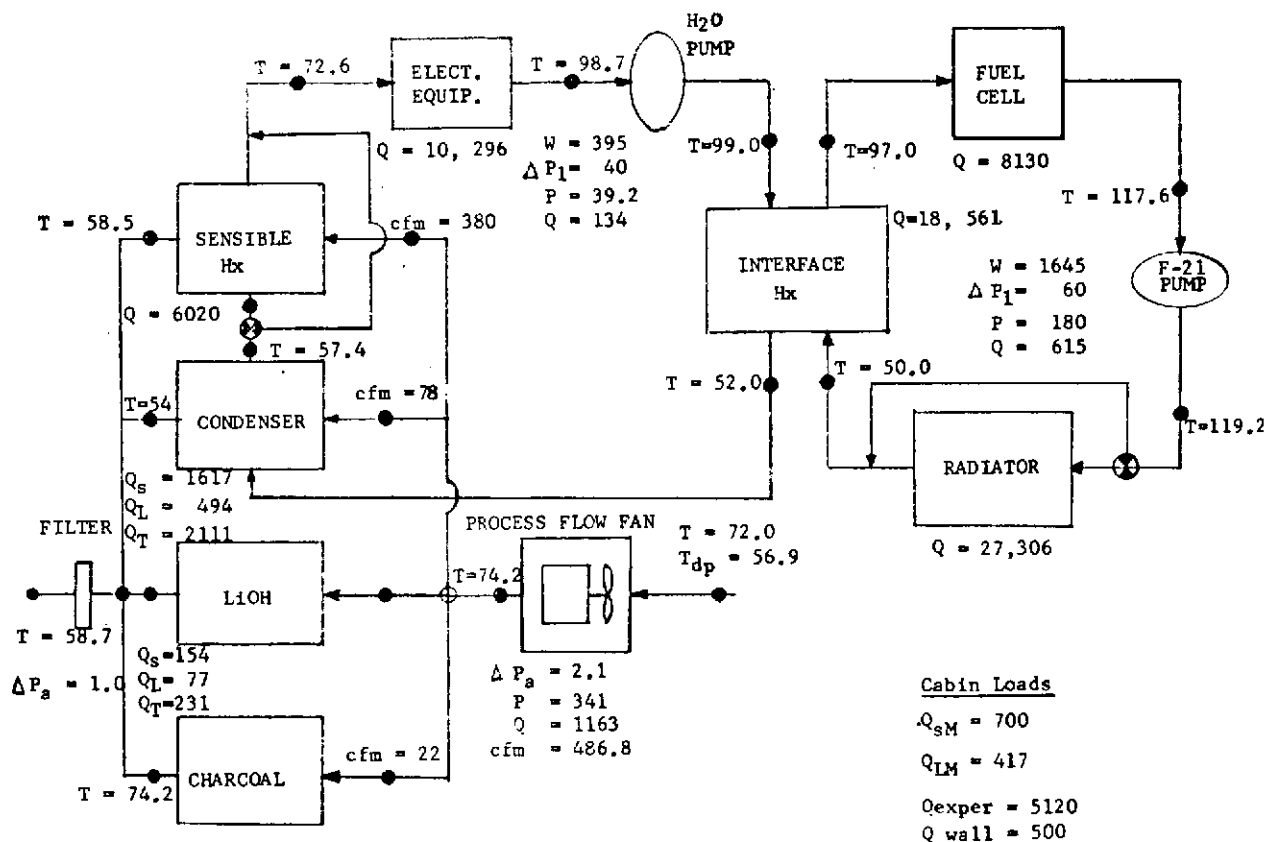 H2O
PUMP
T = 72.6
ELECT.
EQUIP.
T = 98.7
FUEL
CELL
Q = 10, 296
W = 395
Δ P1= 40
P = 39.2
Q = 134
T=99.0
T=97.0
Q = 8130
T = 117.6
T = 58.5
SENSIBLE
Hx
cfm = 380
Q=18, 561
INTERFACE
Hx
W = 1645
Δ P1= 60
P = 180
Q = 615
F-21
PUMP
Q = 6020
M
T = 57.4
T = 52.0
T = 50.0
T=54
CONDENSER
cfm = 78
T=119.2
RADIATOR
Qs = 1617
QL = 494
QT = 2111
Q = 27,306
FILTER
PROCESS FLOW FAN
T = 72.0
Tdp = 56.9
T=74.2
LiOH
T = 58.7
ΔPa = 1.0
Qs=154
QL= 77
QT=231
Δ Pa = 2.1
P = 341
Q = 1163
cfm = 486.8
CHARCOAL
cfm = 22
T = 74.2
Cabin Loads
QsM = 700
QLM = 417
Qexper = 5120
Q wall = 500